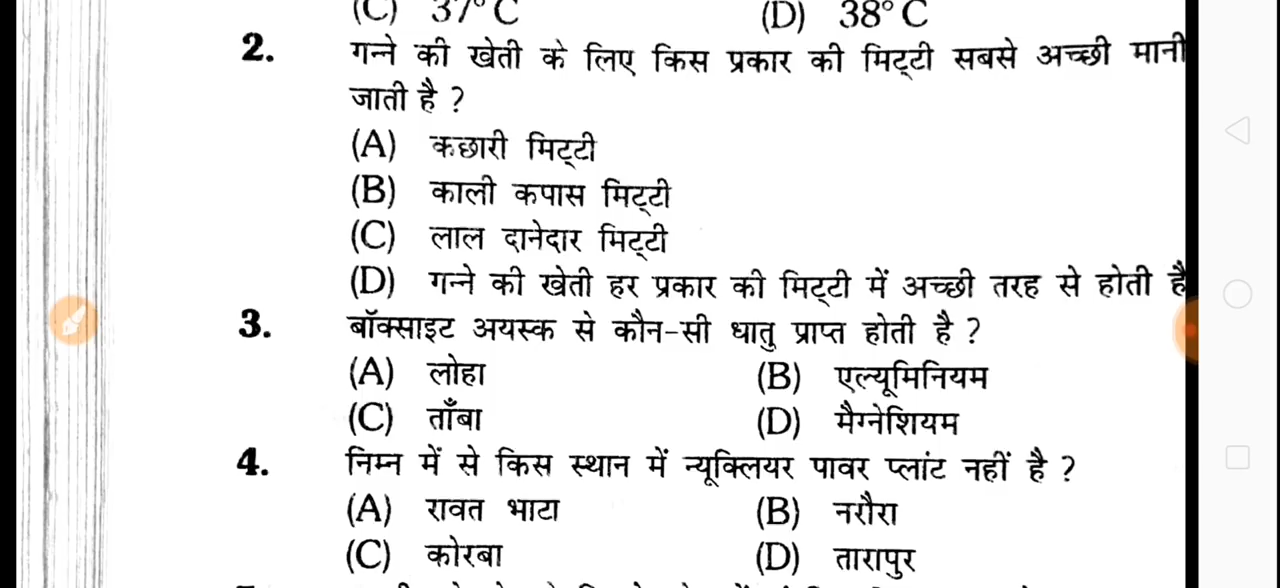 (C) 37° C (D) 38° C
2. गन्ने की खेती के लिए किस प्रकार की मिट्टी सबसे अच्छी मानी
जाती है ?
(A) कछारी मिट्टी
(B) काली कपास मिट्टी
(C) लाल दानेदार मिट्टी
(D) गन्ने की खेती हर प्रकार की मिट्टी में अच्छी तरह से होती है
3. बॉक्साइट अयस्क से कौन-सी धातु प्राप्त होती है ?
(A) लोहा (B) एल्यूमिनियम
(C) ताँबा (D) मैग्नेशियम
4. निम्न में से किस स्थान में न्यूक्लियर पावर प्लांट नहीं है ?
(A) रावत भाटा (B) नरौरा
(C) कोरबा (D) तारापुर